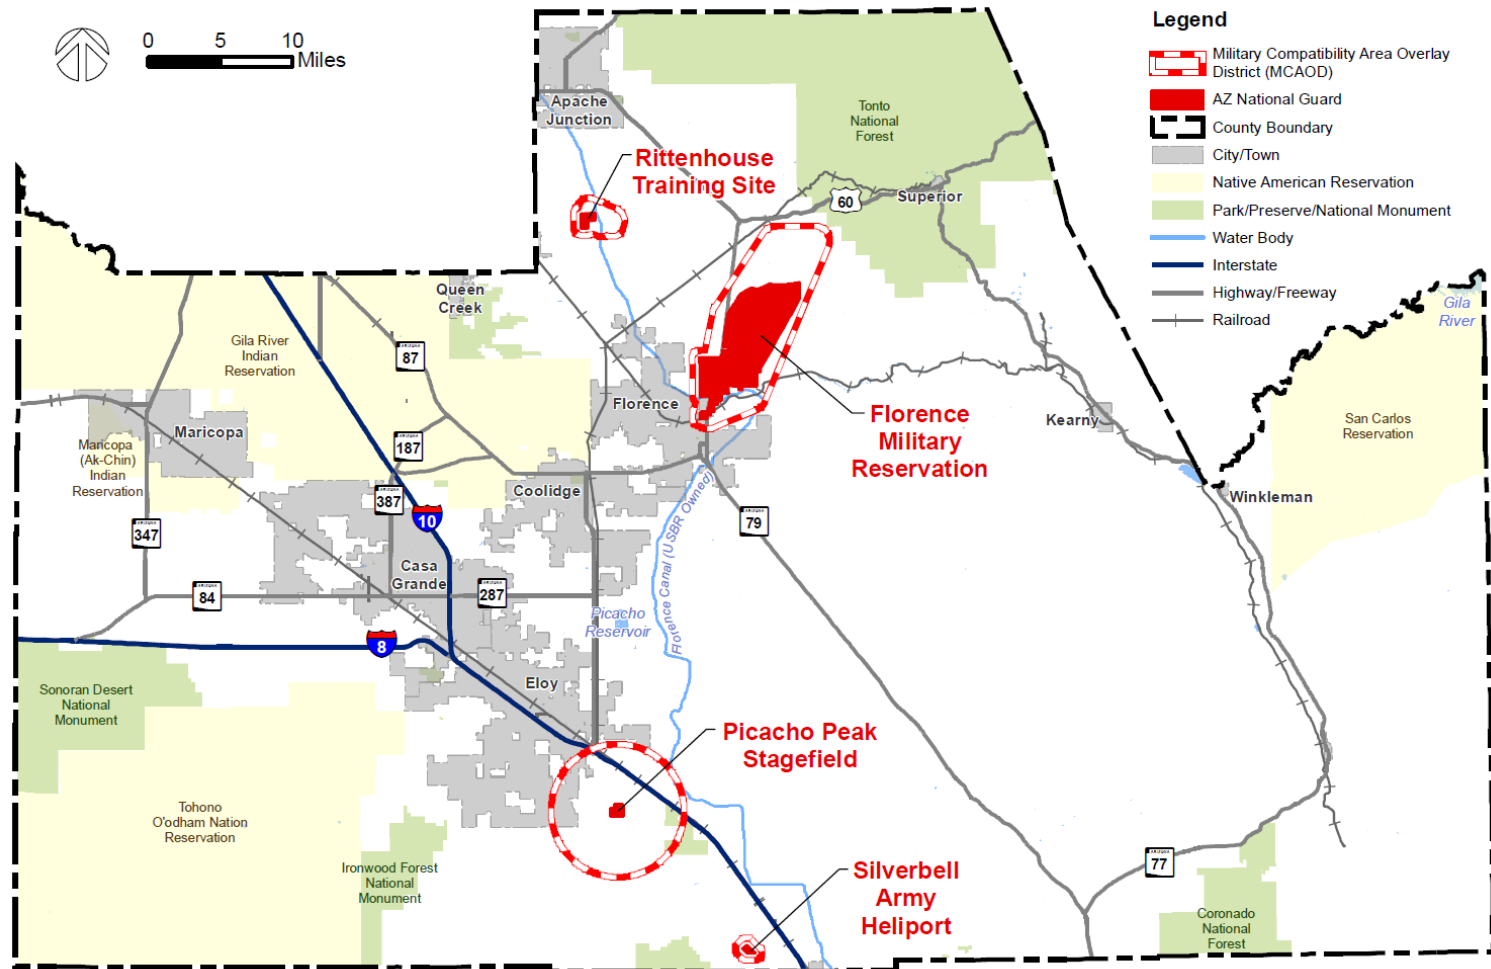 0 5 10
Miles
Legend
Military Compatibility Area Overlay
District (MCAOD)
AZ National Guard
County Boundary
City/Town
Native American Reservation
Park/Preserve/National Monument
Water Body
Interstate
Highway/Freeway
Railroad
Apache
Junction
Tonto
National
Forest
Rittenhouse
Training Site
60
Superior
Queen
Creek
Gila River
Indian
Reservation
87
Gila
River
Florence
Florence
Military
Reservation
Kearny
San Carlos
Reservation
Maricopa
Maricopa
(Ak-Chin)
Indian
Reservation
187
387
10
Coolidge
Winkleman
347
79
Florence Canal (USBR Owned)
Casa
Grande
84
287
Picacho
Reservoir
8
Eloy
Sonoran Desert
National
Monument
Picacho Peak
Stagefield
Tohono
O'odham Nation
Reservation
Ironwood Forest
National
Monument
Silverbell
Army
Heliport
77
Coronado
National
Forest